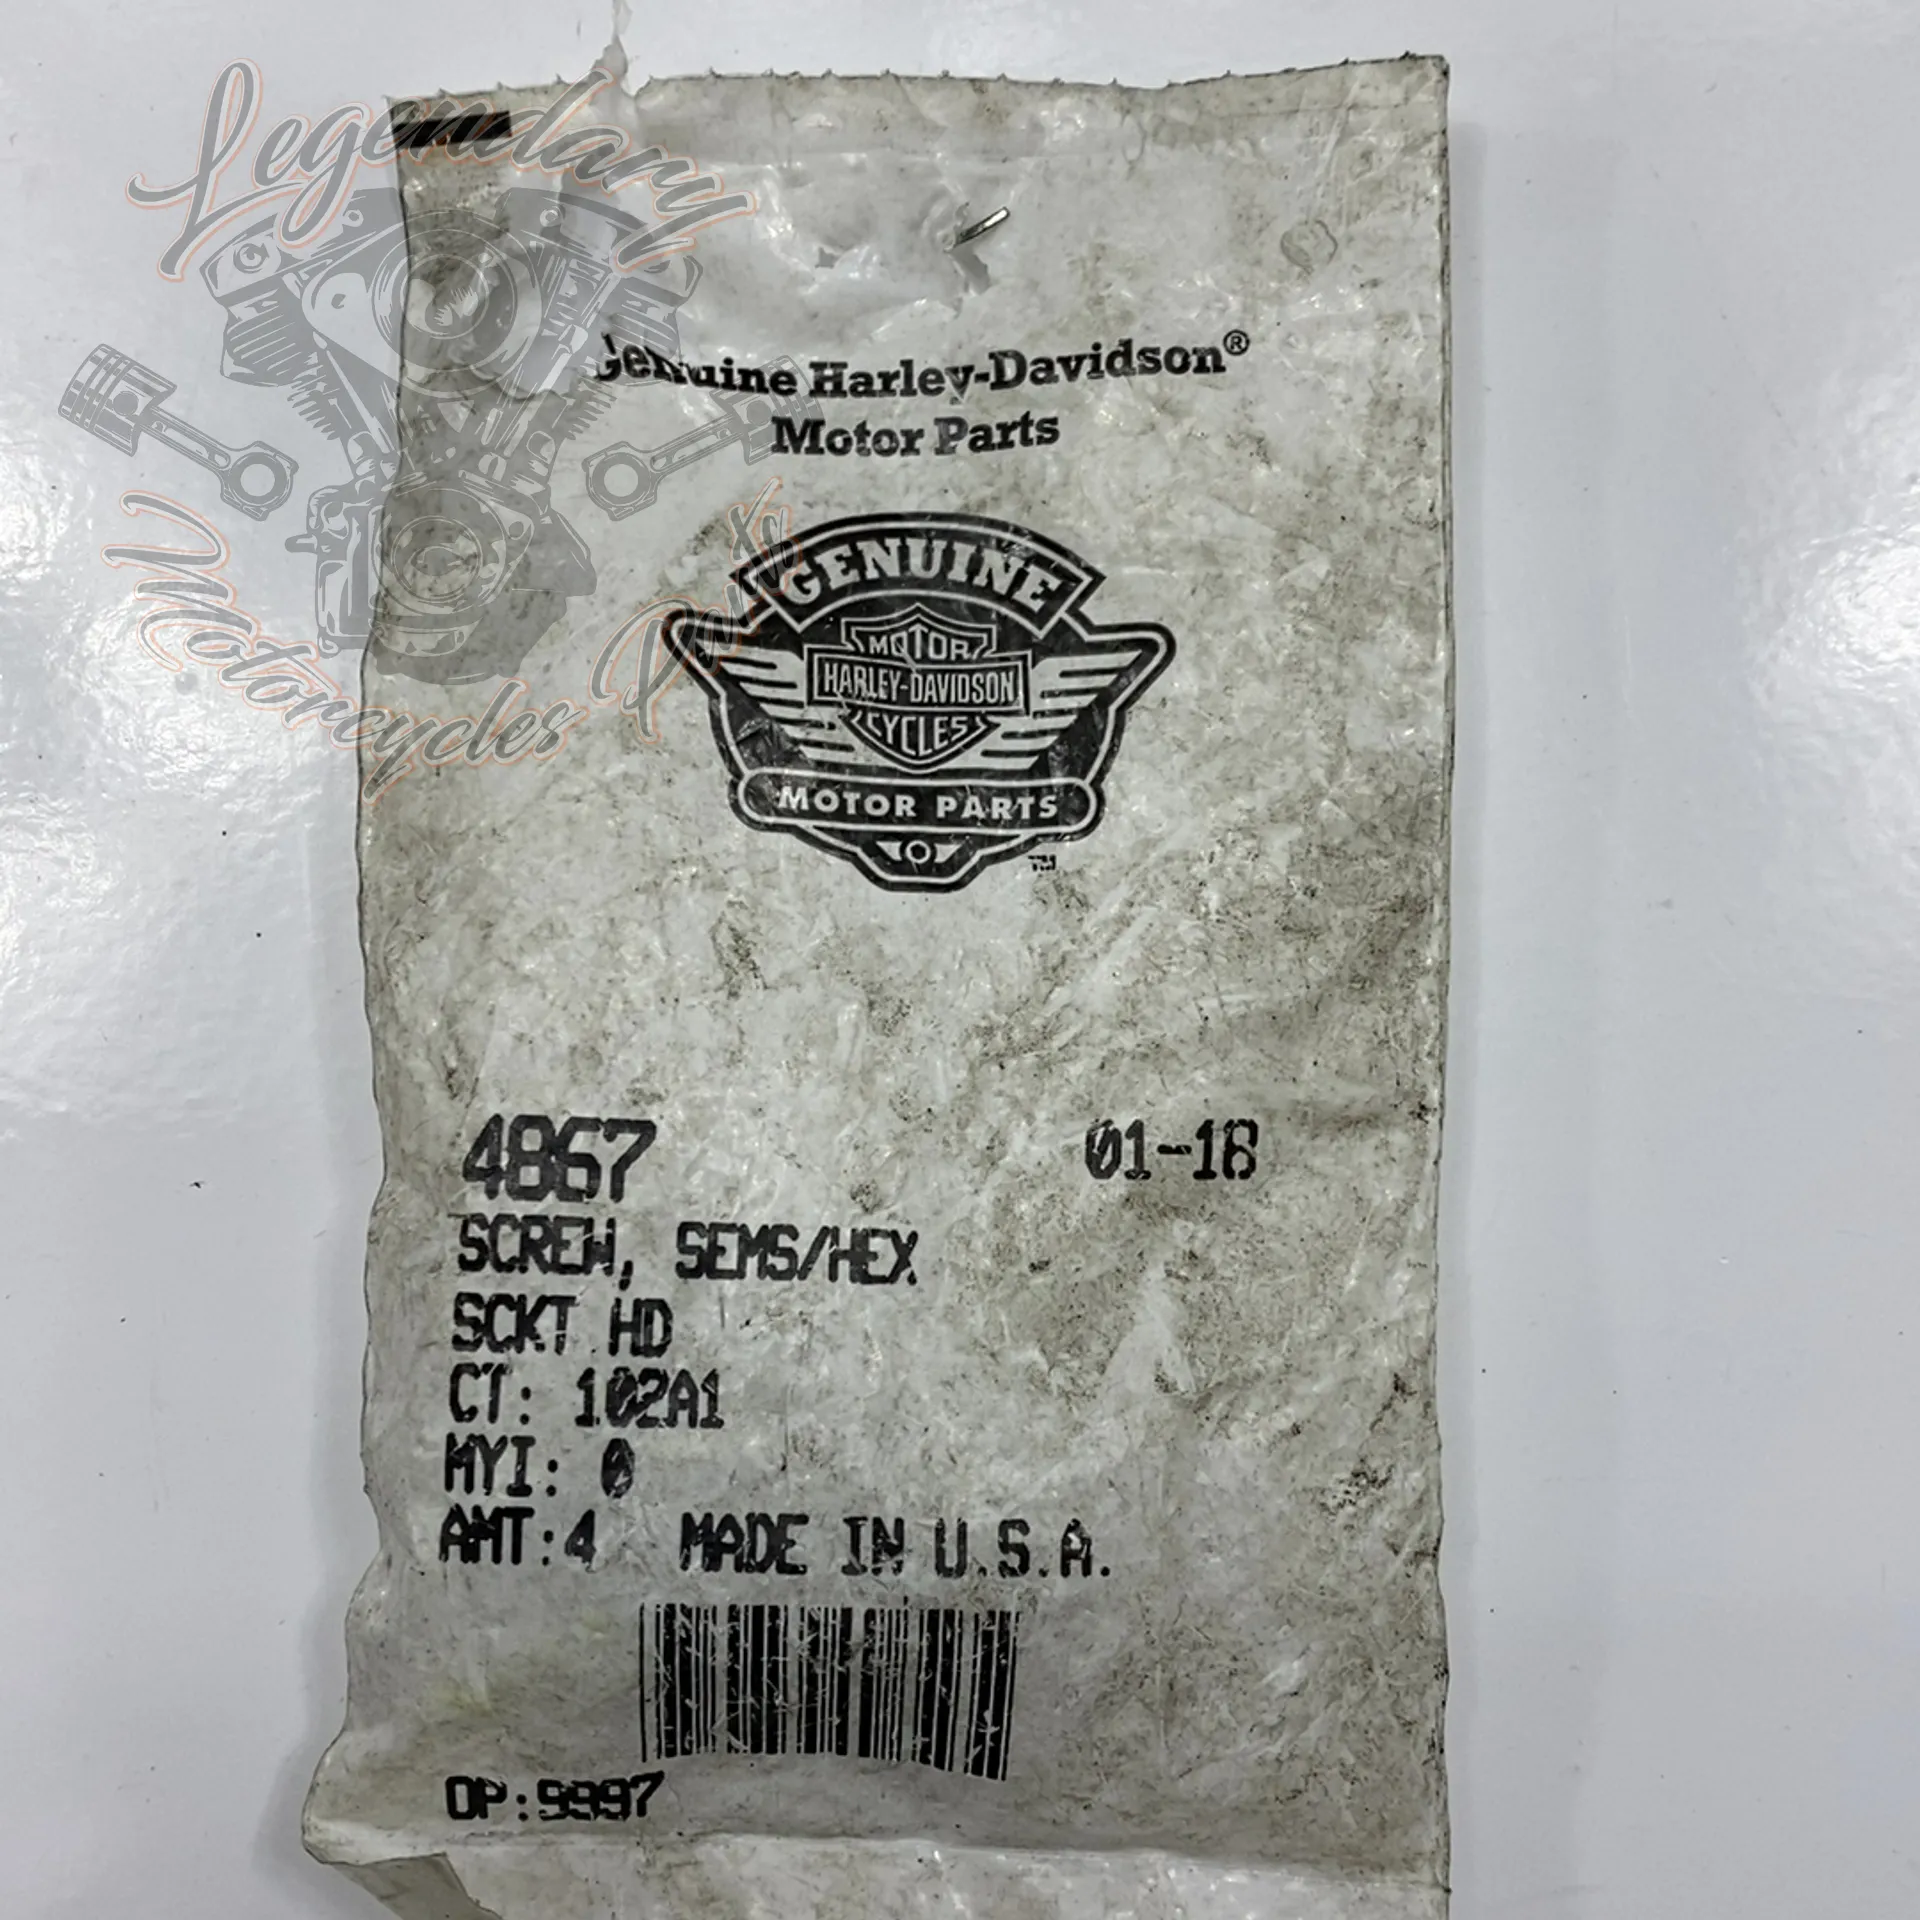 Legendary
Motorcycles Parts
Genuine Harley-Davidson®
Motor Parts
GENUINE
MOTOR
HARLEY-DAVIDSON
CYCLES
MOTOR PARTS
TM
4867 01-18
SCREW, SEMS/HEX
SCKT HD
CT: 102A1
MYI: 0
AMT:4 MADE IN U.S.A.
OP:9997